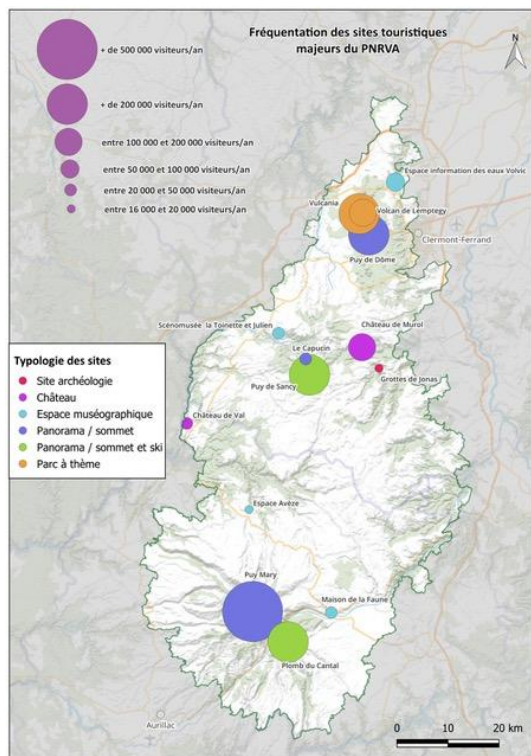 Fréquentation des sites touristiques
majeurs du PNRVA
N
+ de 500 000 visiteurs/an
+ de 200 000 visiteurs/an
entre 100 000 et 200 000 visiteurs/an
entre 50 000 et 100 000 visiteurs/an
entre 20 000 et 50 000 visiteurs/an
entre 16 000 et 20 000 visiteurs/an
Espace information des eaux Volvic
Vulcania
Volcan de Lemptegy
Clermont-Ferrand
Puy de Dôme
Scénomusée la Toinette et Julien
Château de Murol
Le Capucin
Puy de Sancy
Grottes de Jonas
Typologie des sites
Site archéologie
Château
Espace muséographique
Panorama / sommet
Panorama / sommet et ski
Parc à thème
Château de Val
Espace Avèze
Puy Mary
Maison de la Faune
Plomb du Cantal
Aurillac
0 10 20 km